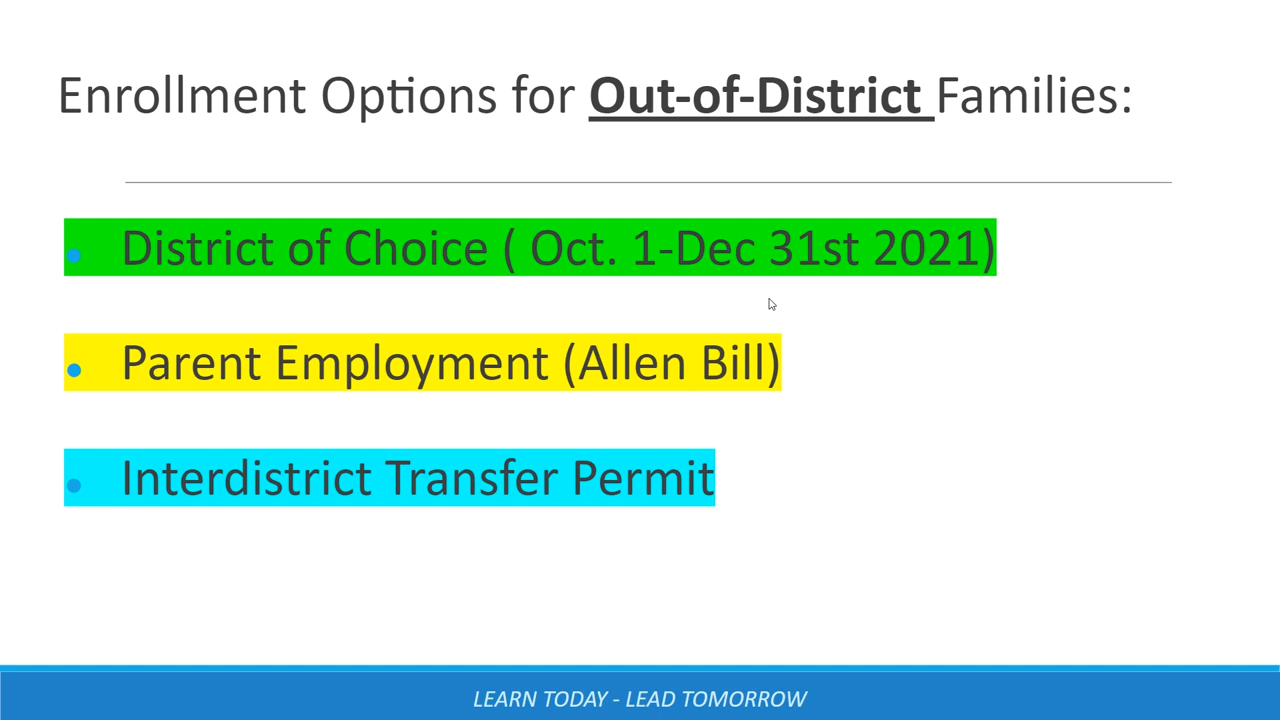 Enrollment Options for Out-of-District Families:
• District of Choice ( Oct. 1-Dec 31st 2021)
• Parent Employment (Allen Bill)
• Interdistrict Transfer Permit
LEARN TODAY - LEAD TOMORROW